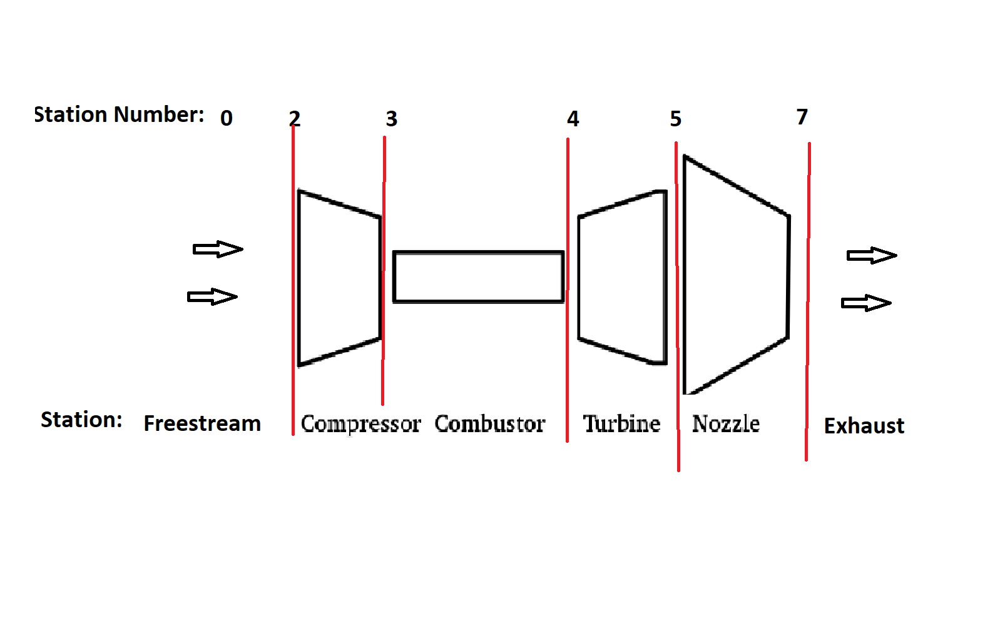 Station Number: 0 2 3 4 5 7
Station: Freestream Compressor Combustor Turbine Nozzle Exhaust